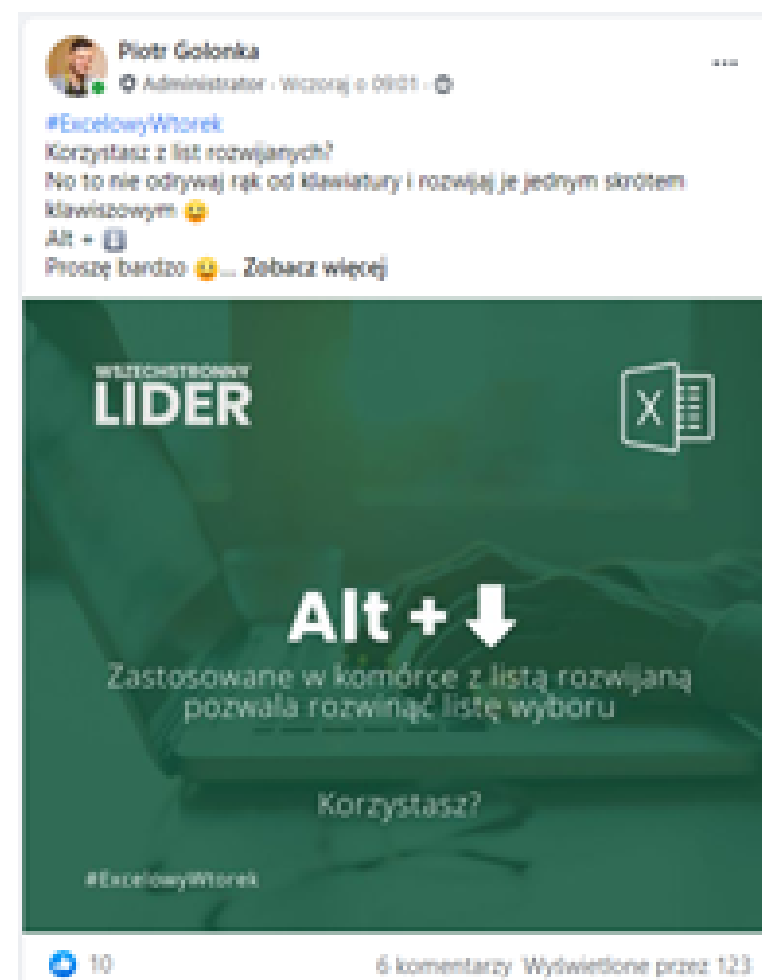 Piotr Golonka
Administrator · Wczoraj o 09:01 ·
#ExcelowyWtorek
Korzystasz z list rozwijanych?
No to nie odrywaj rąk od klawiatury i rozwijaj je jednym skrótem
klawiszowym 😀
Alt + ⬇️
Proszę bardzo 😀... Zobacz więcej
WSZECHSTRONNY
LIDER
X
Alt + ⬇
Zastosowane w komórce z listą rozwijaną
pozwala rozwinąć listę wyboru
Korzystasz?
#ExcelowyWtorek
10
6 komentarzy Wyświetlone przez 123